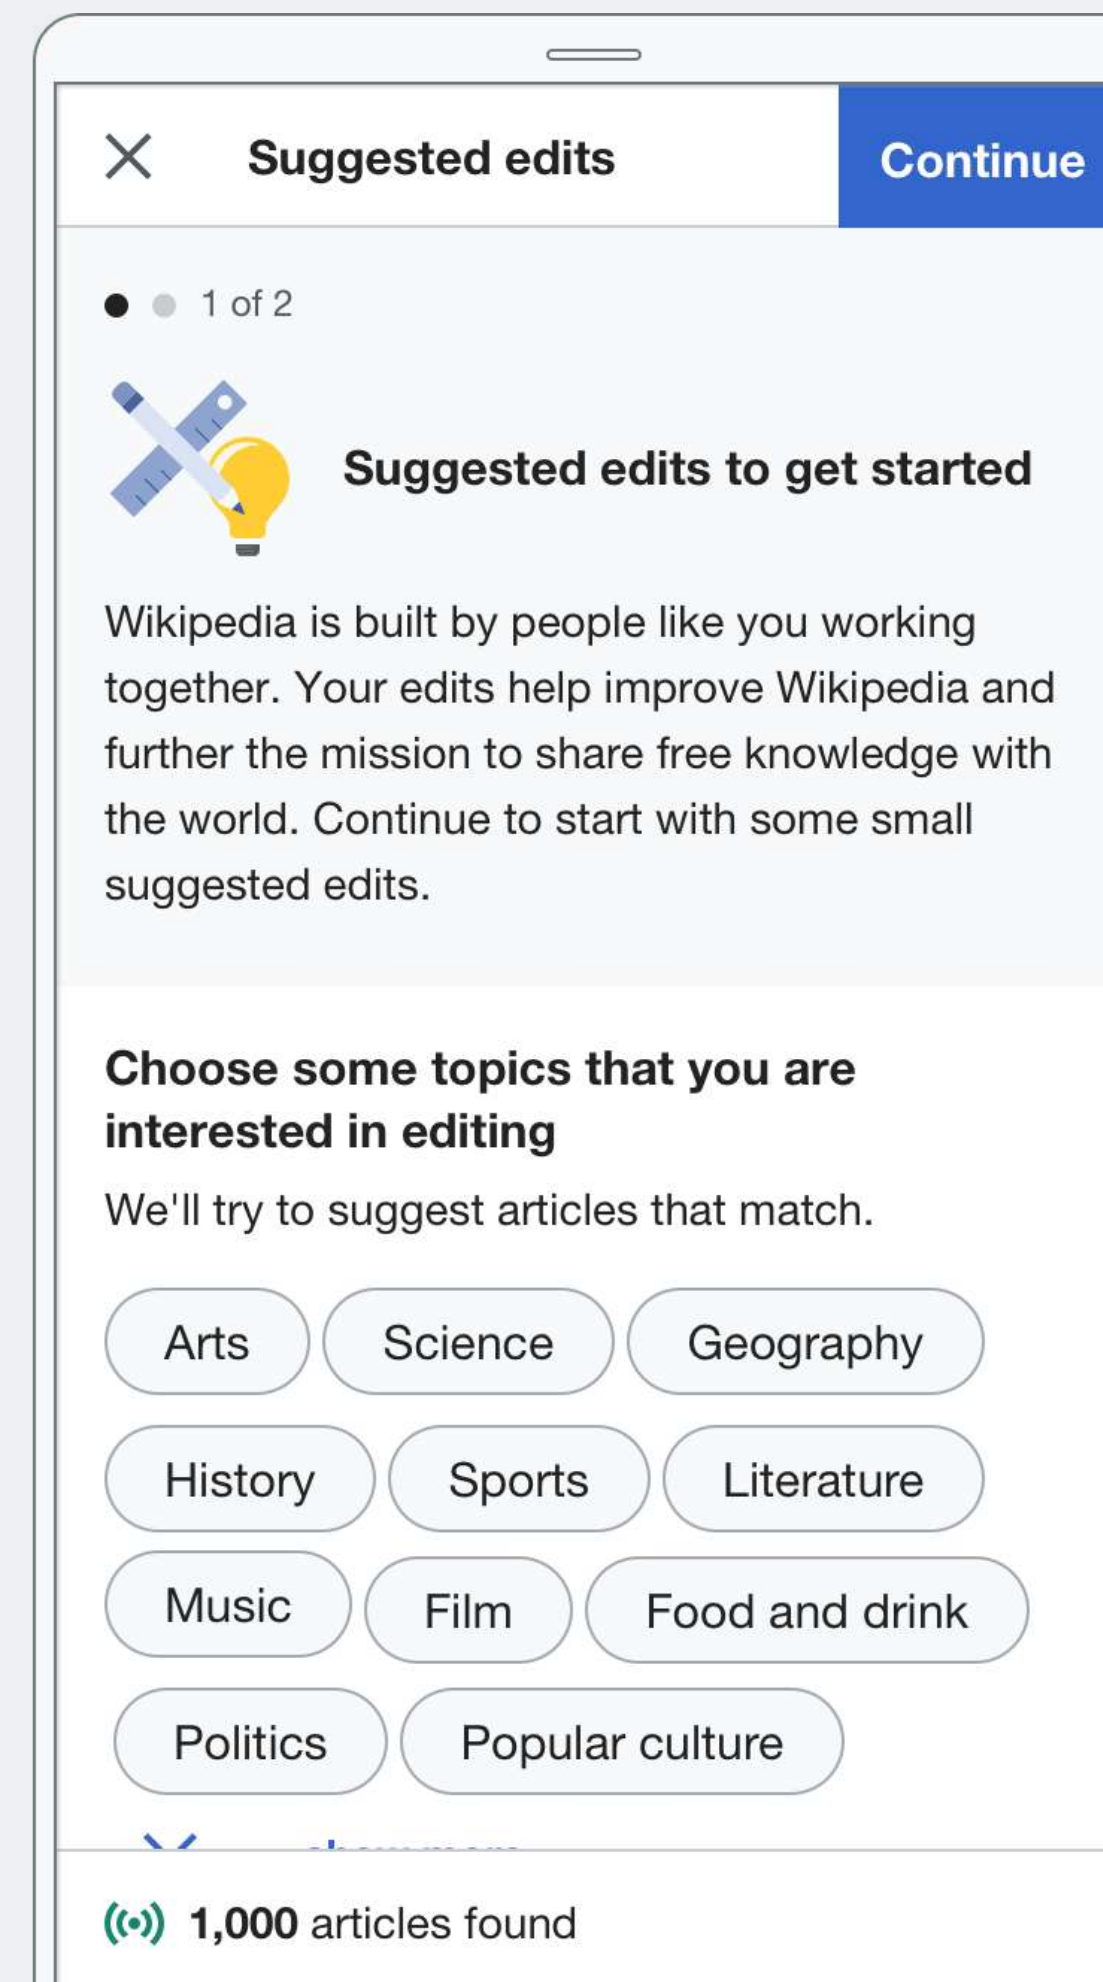 Suggested edits
Continue
1 of 2
Suggested edits to get started
Wikipedia is built by people like you working
together. Your edits help improve Wikipedia and
further the mission to share free knowledge with
the world. Continue to start with some small
suggested edits.
Choose some topics that you are
interested in editing
We'll try to suggest articles that match.
Arts Science Geography
History Sports Literature
Music Film Food and drink
Politics Popular culture
show more
1,000 articles found